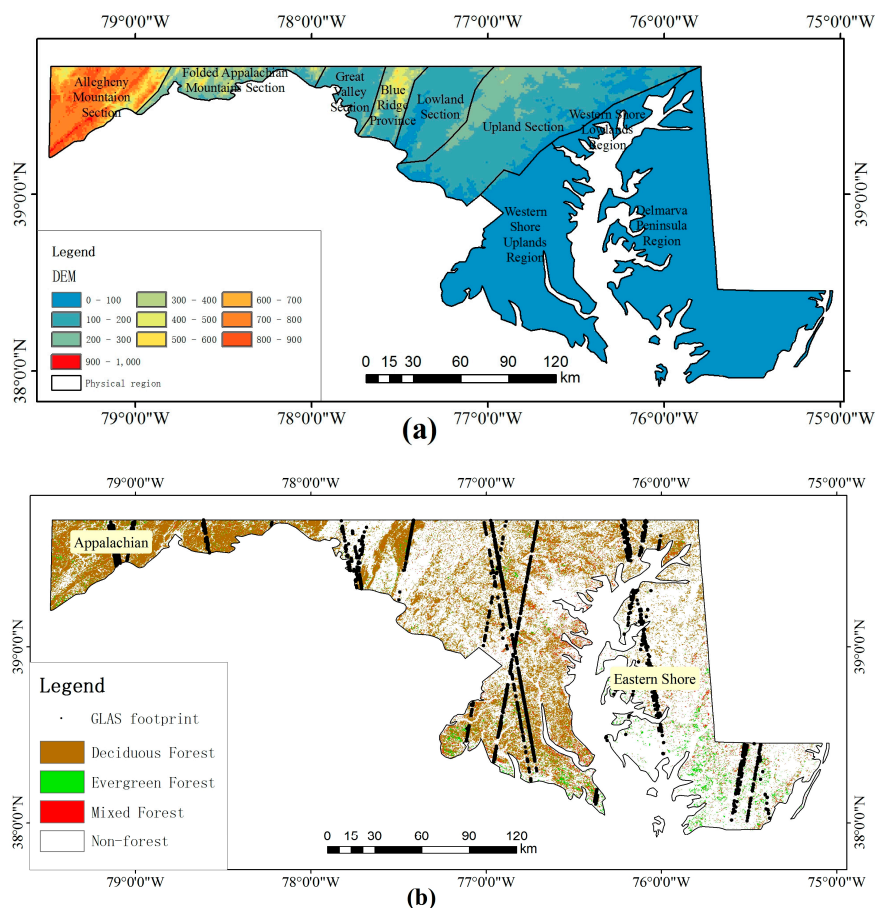 79°0'0"W 78°0'0"W 77°0'0"W 76°0'0"W 75°0'0"W
Allegheny
Mountaion
Section
Folded Appalachian
Mountains Section
Great
Valley
Section
Blue
Ridge
Province
Lowland
Section
Upland Section
Western Shore
Lowlands
Region
Western
Shore
Uplands
Region
Delmarva
Peninsula
Region
39°0'0"N
39°0'0"N
38°0'0"N
38°0'0"N
Legend
DEM
0 - 100 300 - 400 600 - 700
100 - 200 400 - 500 700 - 800
200 - 300 500 - 600 800 - 900
900 - 1,000
Physical region
0 15 30 60 90 120
km
79°0'0"W 78°0'0"W 77°0'0"W 76°0'0"W 75°0'0"W
(a)
79°0'0"W 78°0'0"W 77°0'0"W 76°0'0"W 75°0'0"W
Appalachian
Eastern Shore
39°0'0"N
39°0'0"N
38°0'0"N
38°0'0"N
Legend
GLAS footprint
Deciduous Forest
Evergreen Forest
Mixed Forest
Non-forest
0 15 30 60 90 120
km
79°0'0"W 78°0'0"W 77°0'0"W 76°0'0"W 75°0'0"W
(b)